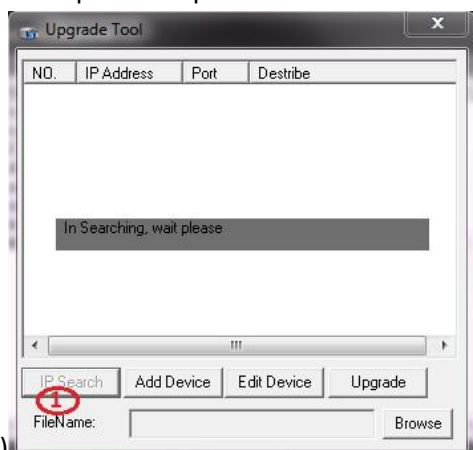 Upgrade Tool
x
NO. IP Address Port Destribe
In Searching, wait please
IP Search Add Device Edit Device Upgrade
1
FileName: Browse
)